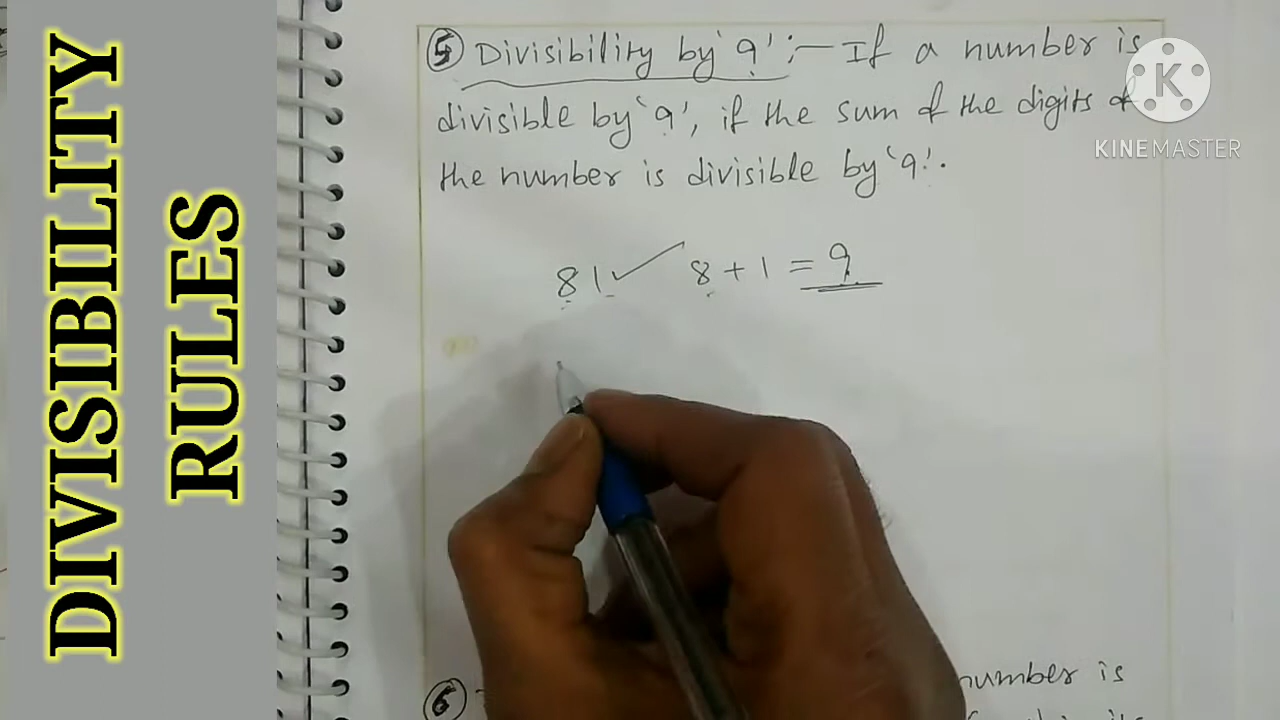 DIVISIBILITY
RULES
⑤ Divisibility by '9' :— If a number is
divisible by '9', if the sum of the digits of
the number is divisible by '9'.
81 ✓ 8 + 1 = 9
⑥
number is
K
KINEMASTER